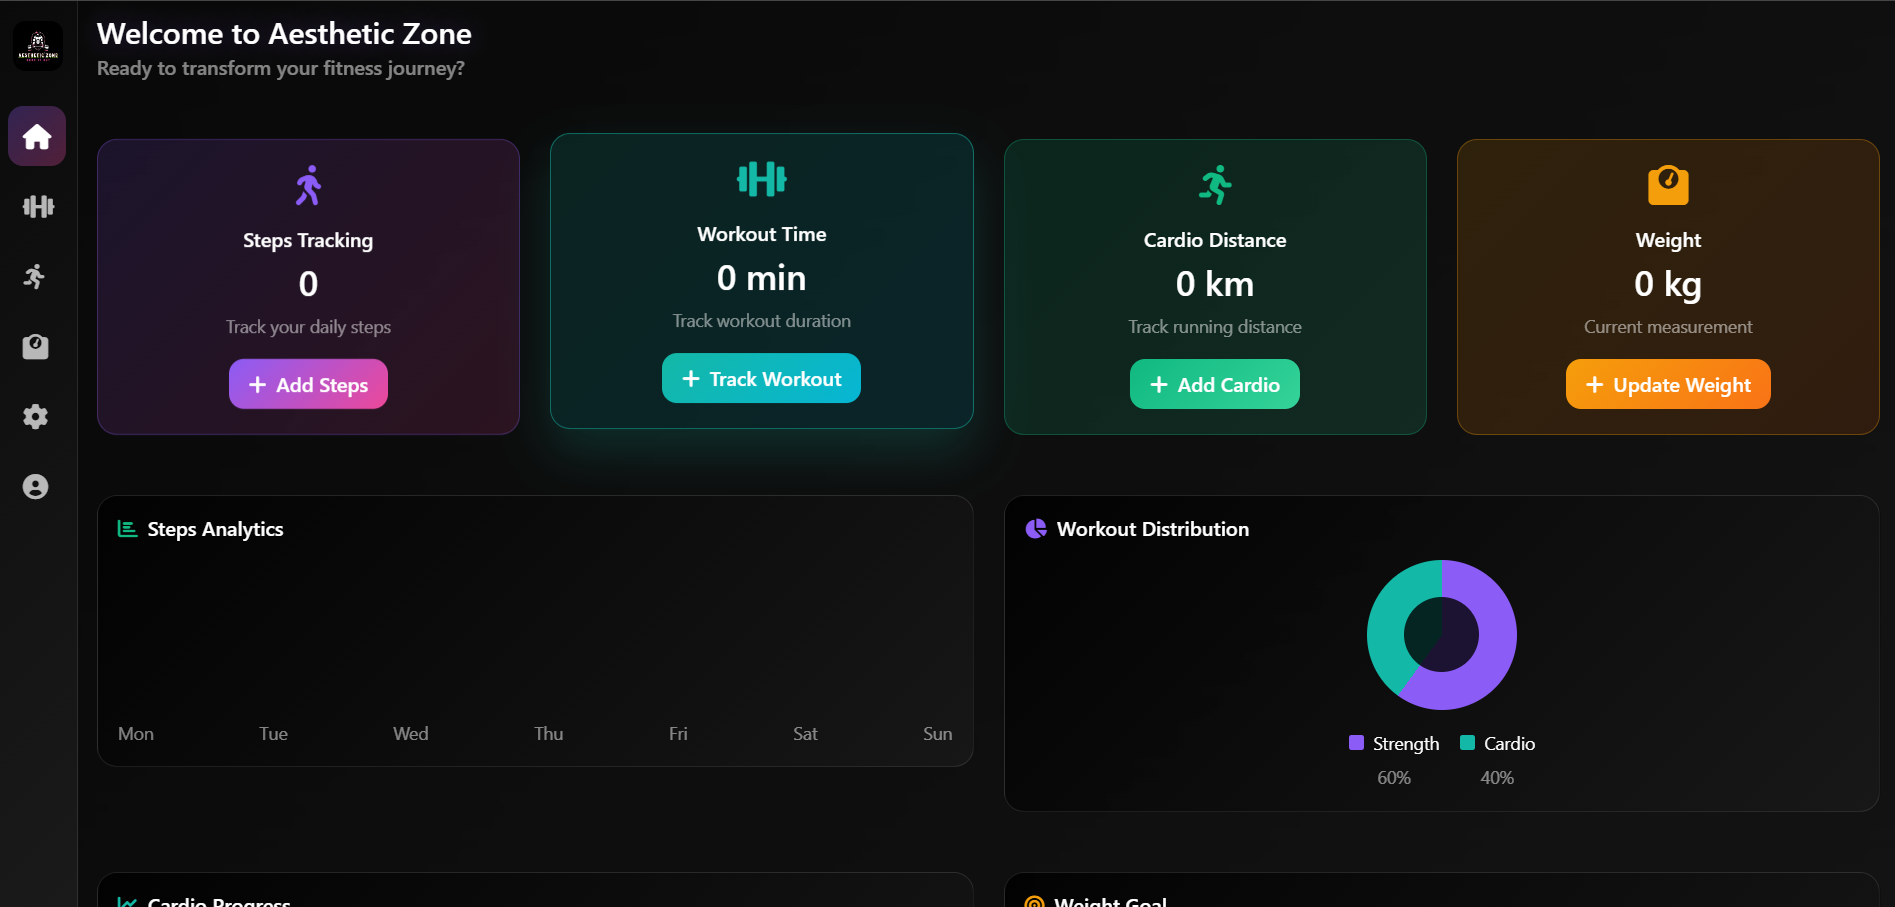 AESTHETIC ZONE
Welcome to Aesthetic Zone
Ready to transform your fitness journey?
Steps Tracking
0
Track your daily steps
+ Add Steps
Workout Time
0 min
Track workout duration
+ Track Workout
Cardio Distance
0 km
Track running distance
+ Add Cardio
Weight
0 kg
Current measurement
+ Update Weight
Steps Analytics
Mon Tue Wed Thu Fri Sat Sun
Workout Distribution
Strength Cardio
60% 40%
Cardio Progress
Weight Goal